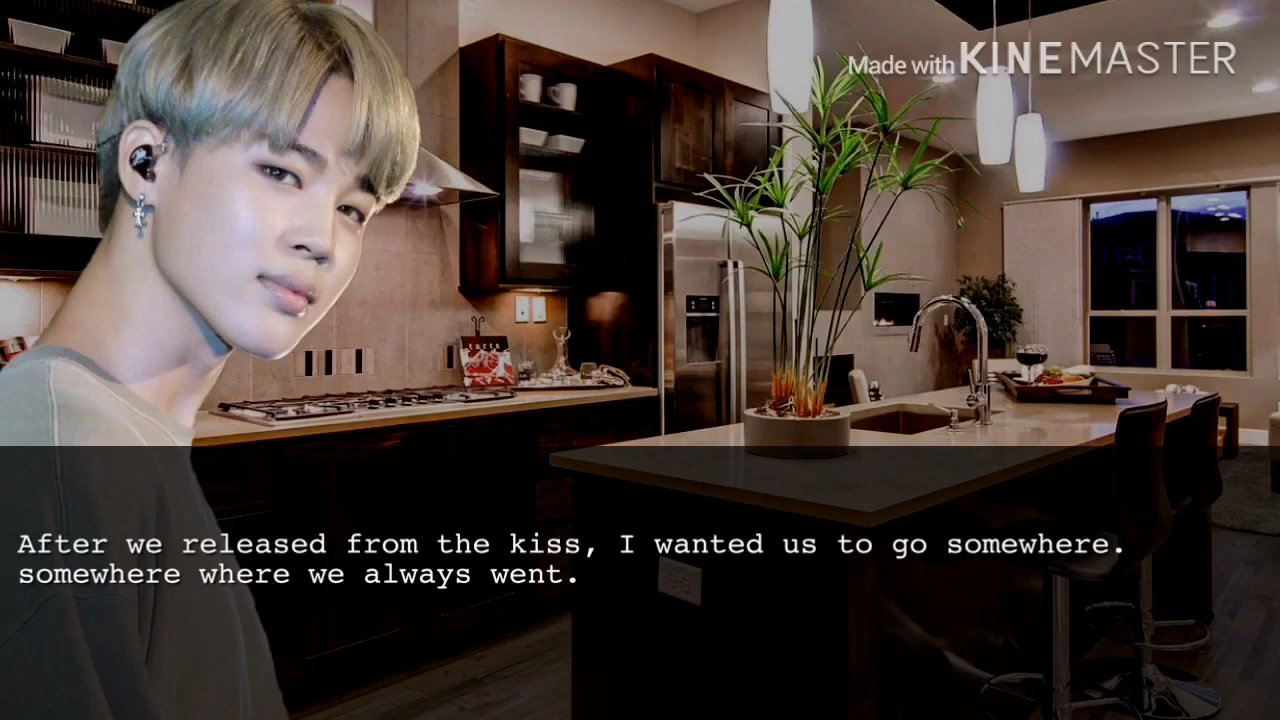 Made with KINEMASTER
After we released from the kiss, I wanted us to go somewhere.
somewhere where we always went.